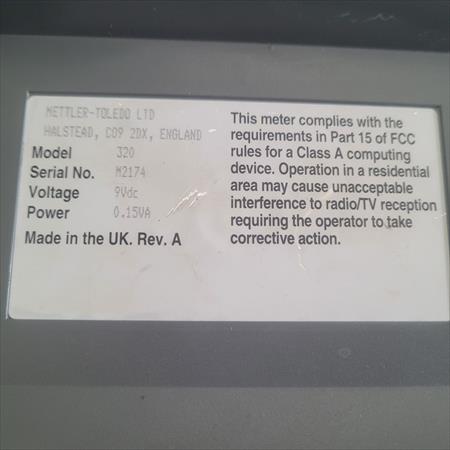 METTLER-TOLEDO LTD
HALSTEAD, CO9 2DX, ENGLAND
Model 320
Serial No. M2174
Voltage 9Vdc
Power 0.15VA
Made in the UK. Rev. A
This meter complies with the
requirements in Part 15 of FCC
rules for a Class A computing
device. Operation in a residential
area may cause unacceptable
interference to radio/TV reception
requiring the operator to take
corrective action.